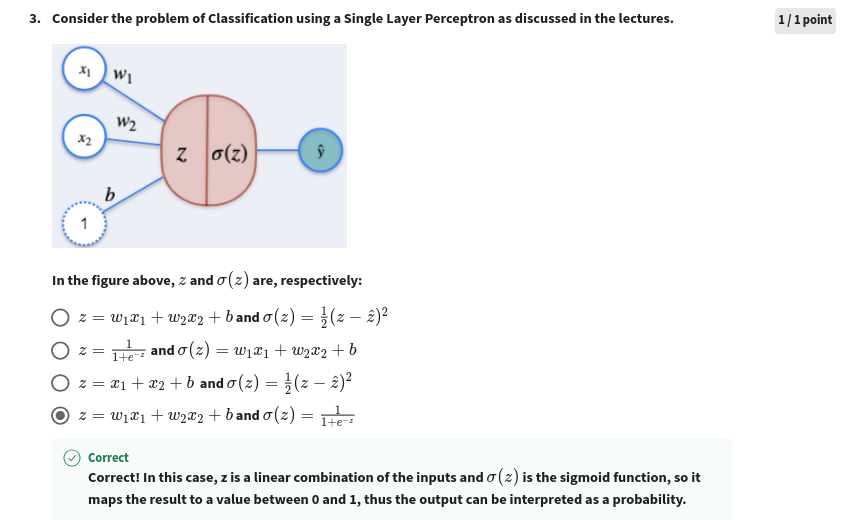 3. Consider the problem of Classification using a Single Layer Perceptron as discussed in the lectures.
1 / 1 point
x₁ w₁
w₂
x₂
z σ(z) ŷ
b
1
In the figure above, z and σ(z) are, respectively:
z = w₁x₁ + w₂x₂ + b and σ(z) = ½(z − ẑ)²
z = 1/(1+e⁻ᶻ) and σ(z) = w₁x₁ + w₂x₂ + b
z = x₁ + x₂ + b and σ(z) = ½(z − ẑ)²
z = w₁x₁ + w₂x₂ + b and σ(z) = 1/(1+e⁻ᶻ)
Correct
Correct! In this case, z is a linear combination of the inputs and σ(z) is the sigmoid function, so it
maps the result to a value between 0 and 1, thus the output can be interpreted as a probability.